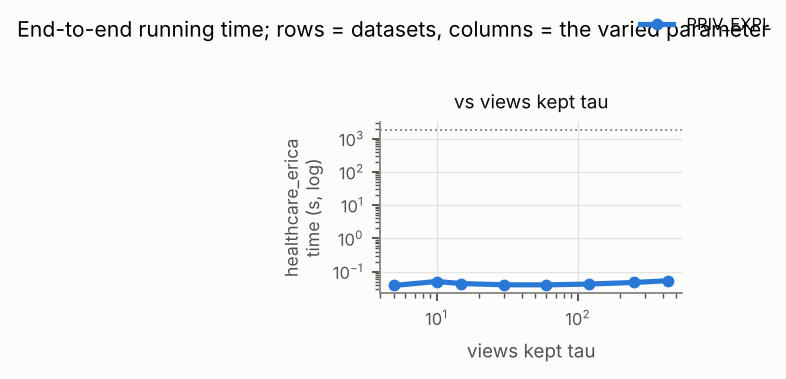 End-to-end running time; rows = datasets, columns = the varied parameter
PRIV_EXPL
vs views kept tau
healthcare_erica
time (s, log)
10³
10²
10¹
10⁰
10⁻¹
10¹ 10²
views kept tau